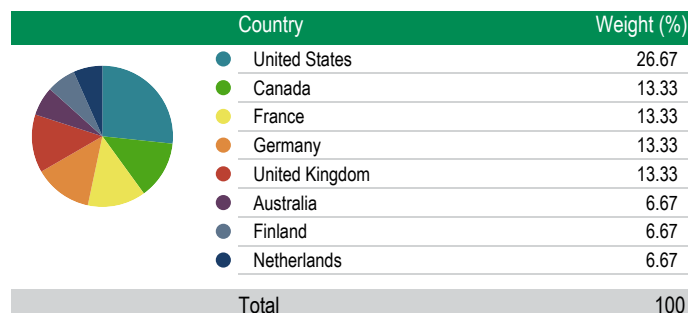 Country Weight (%)
United States 26.67
Canada 13.33
France 13.33
Germany 13.33
United Kingdom 13.33
Australia 6.67
Finland 6.67
Netherlands 6.67
Total 100